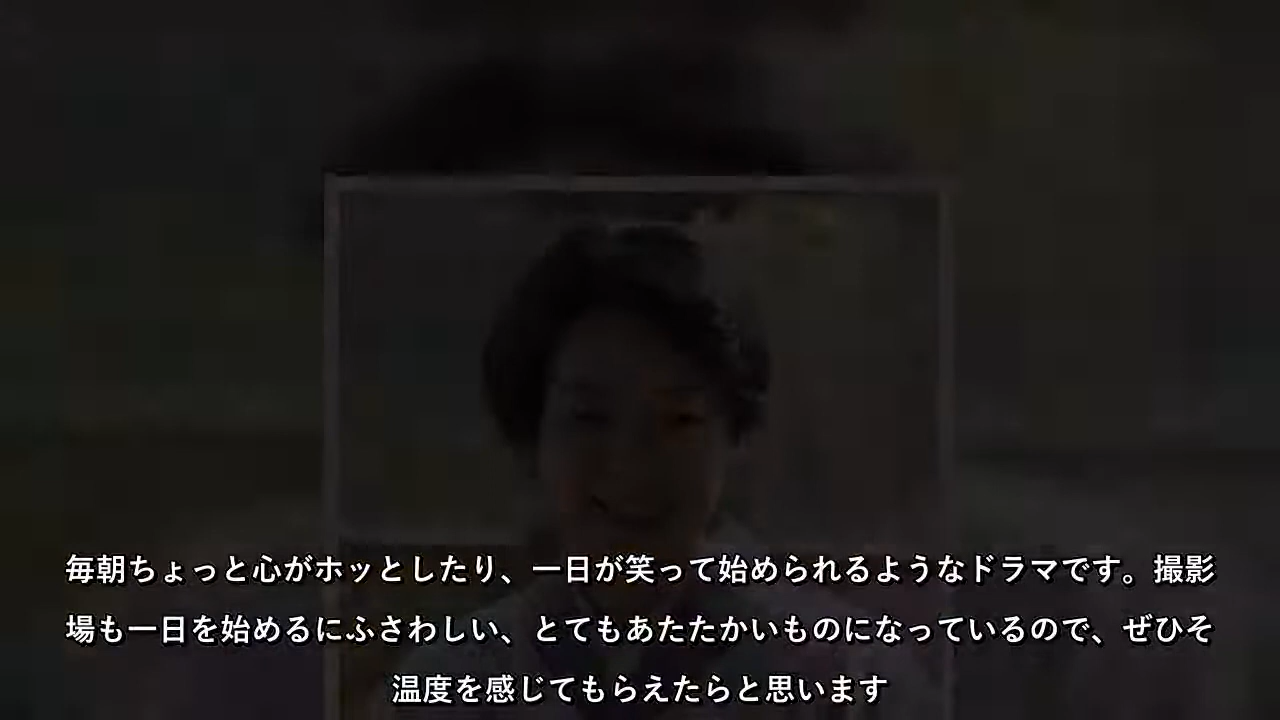 毎朝ちょっと心がホッとしたり、一日が笑って始められるようなドラマです。撮影
場も一日を始めるにふさわしい、とてもあたたかいものになっているので、ぜひそ
温度を感じてもらえたらと思います